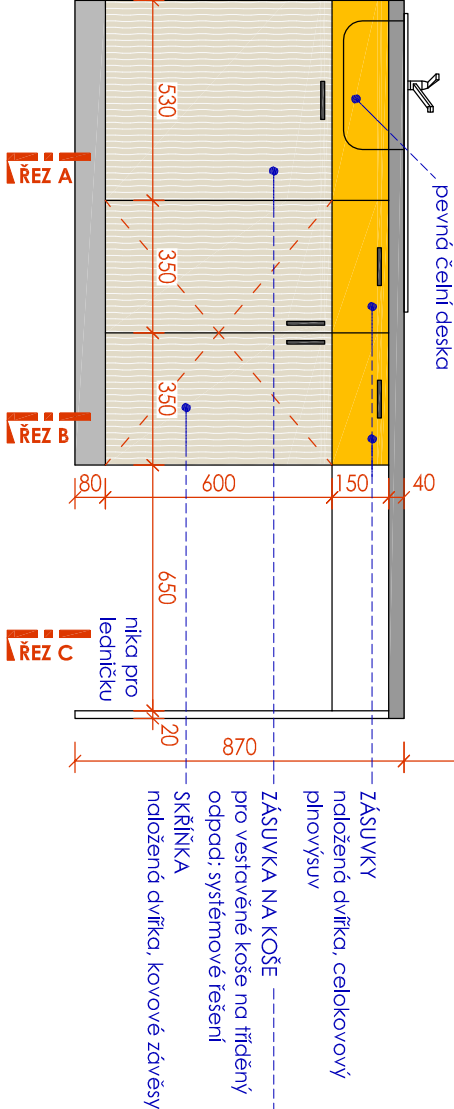 pevná čelní deska
530
350
350
650
20
80
600
150
40
870
ŘEZ A
ŘEZ B
ŘEZ C
nika pro
ledničku
ZÁSUVKY
naložená dvířka, celokovový
plnovýsuv
ZÁSUVKA NA KOŠE
pro vestavěné koše na tříděný
odpad; systémové řešení
SKŘÍŇKA
naložená dvířka, kovové závěsy